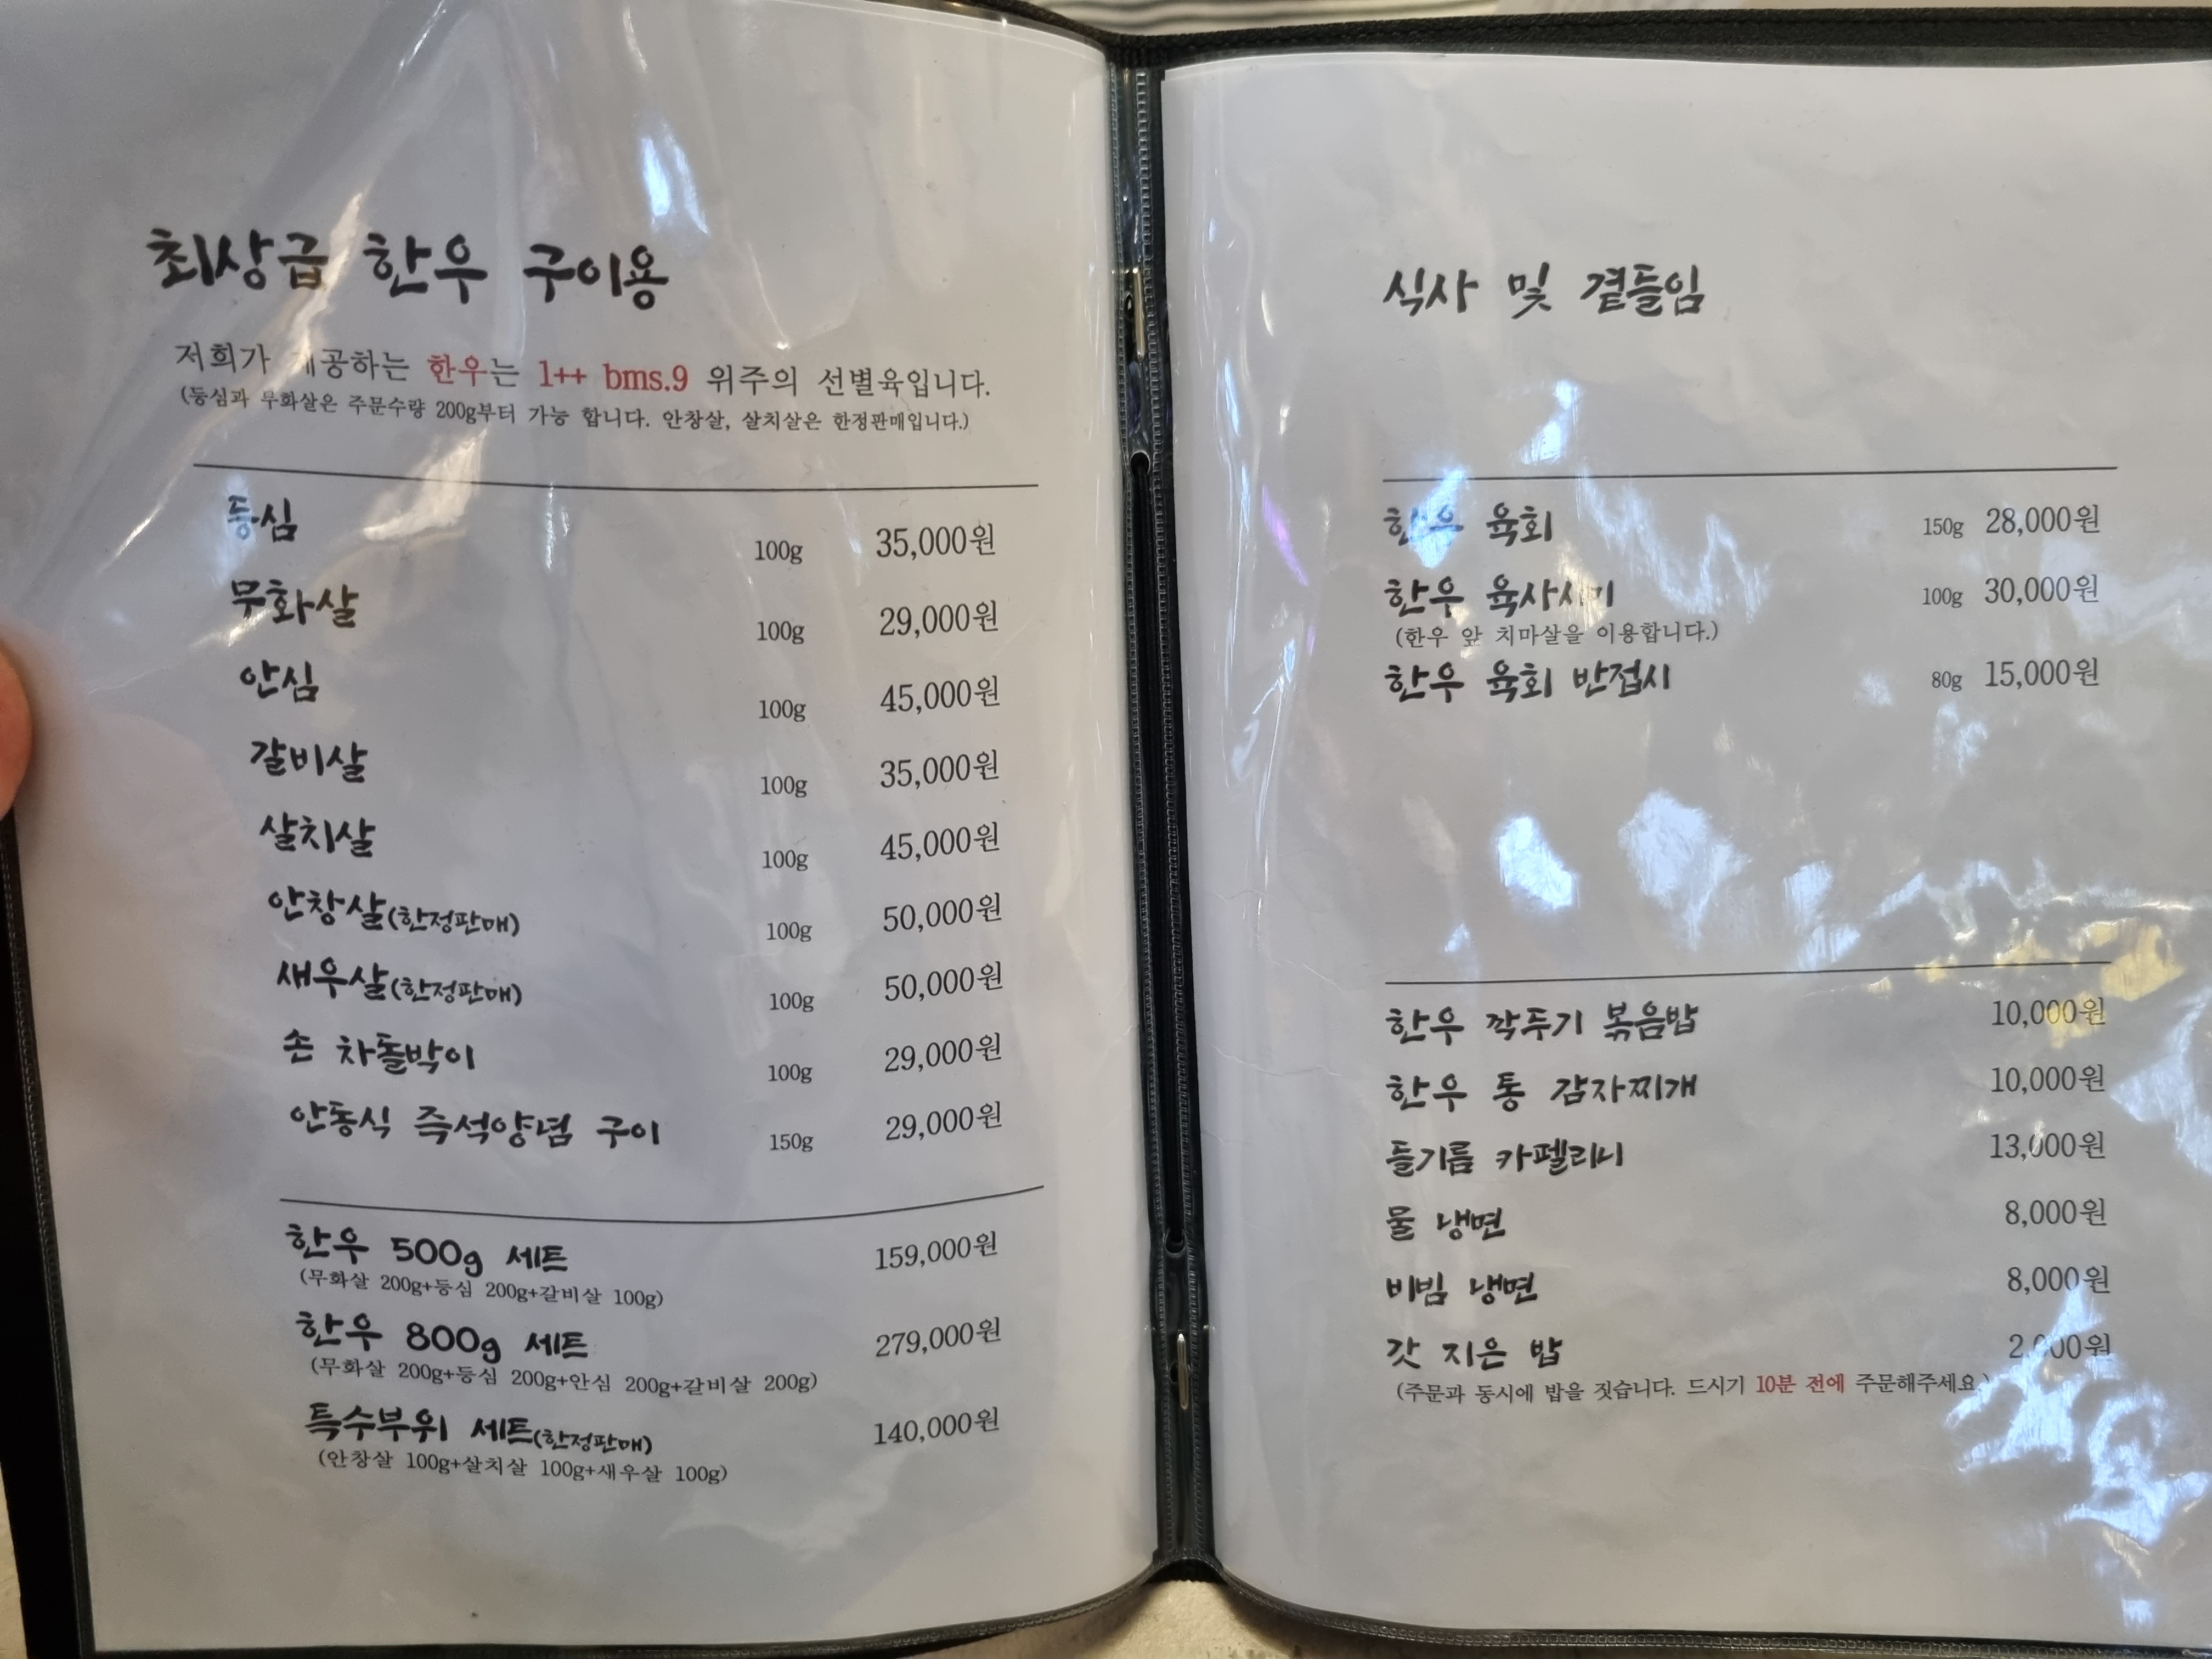 최상급 한우 구이용
저희가 제공하는 한우는 1++ bms.9 위주의 선별육입니다.
(등심과 무화살은 주문수량 200g부터 가능 합니다. 안창살, 살치살은 한정판매입니다.)
등심 100g 35,000원
무화살 100g 29,000원
안심 100g 45,000원
갈비살 100g 35,000원
살치살 100g 45,000원
안창살(한정판매) 100g 50,000원
새우살(한정판매) 100g 50,000원
손 차돌박이 100g 29,000원
안동식 즉석양념 구이 150g 29,000원
한우 500g 세트 159,000원
(무화살 200g+등심 200g+갈비살 100g)
한우 800g 세트 279,000원
(무화살 200g+등심 200g+안심 200g+갈비살 200g)
특수부위 세트(한정판매) 140,000원
(안창살 100g+살치살 100g+새우살 100g)
식사 및 곁들임
한우 육회 150g 28,000원
한우 육사시미 100g 30,000원
(한우 앞 치마살을 이용합니다.)
한우 육회 반접시 80g 15,000원
한우 깍두기 볶음밥 10,000원
한우 통 감자찌개 10,000원
들기름 카펠리니 13,000원
물 냉면 8,000원
비빔 냉면 8,000원
갓 지은 밥 2,000원
(주문과 동시에 밥을 짓습니다. 드시기 10분 전에 주문해주세요.)